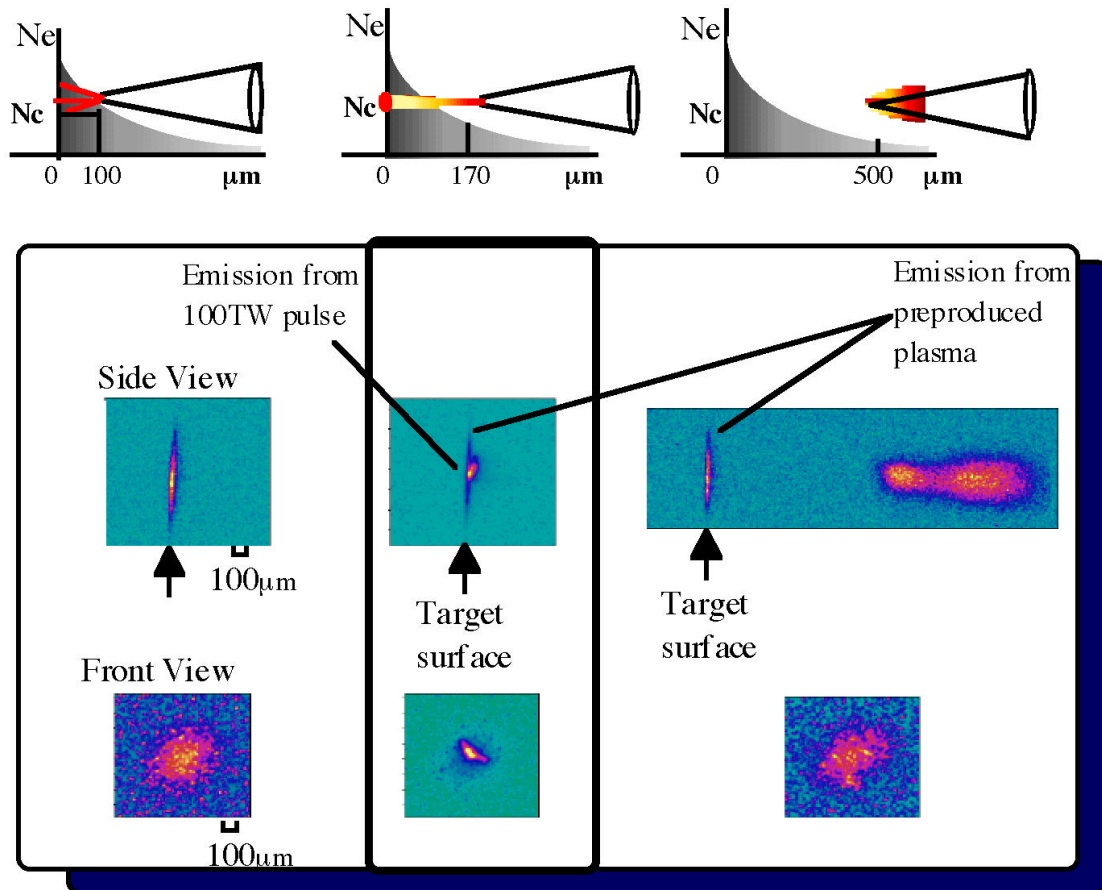 Ne
Nc
0
100
μm
Ne
Nc
0
170
μm
Ne
Nc
0
500
μm
Emission from
100TW pulse
Emission from
preproduced
plasma
Side View
100μm
Target
surface
Target
surface
Front View
100μm